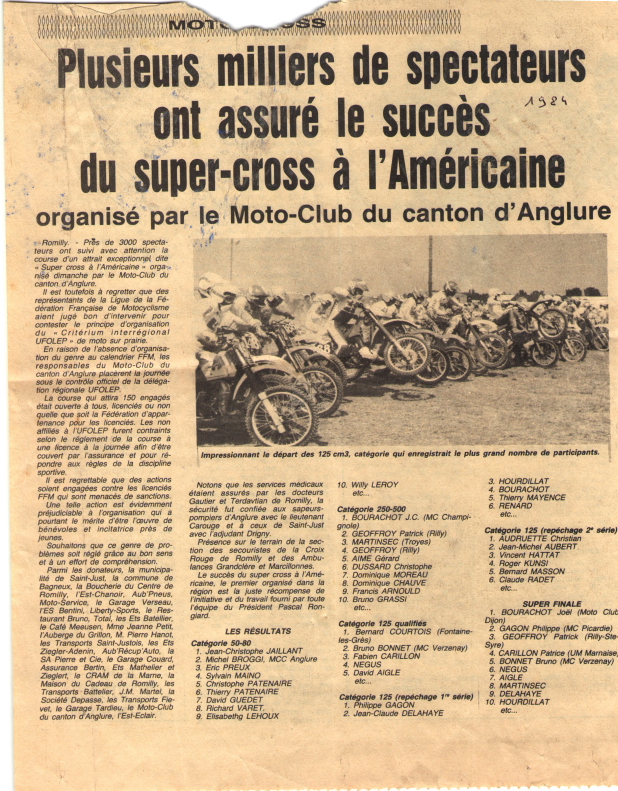 MOTO-CROSS
Plusieurs milliers de spectateurs
1984
ont assuré le succès
du super-cross à l'Américaine
organisé par le Moto-Club du canton d'Anglure
Romilly. - Près de 3000 specta-
teurs ont suivi avec attention la
course d'un attrait exceptionnel dite
« Super cross à l'Américaine » orga-
nisé dimanche par le Moto-Club du
canton d'Anglure.
Il est toutefois à regretter que des
représentants de la Ligue de la Fé-
dération Française de Motocyclisme
aient jugé bon d'intervenir pour
contester le principe d'organisation
du « Critérium interrégional
UFOLEP » de moto sur prairie.
En raison de l'absence d'organisa-
tion du genre au calendrier FFM, les
responsables du Moto-Club du
canton d'Anglure placèrent la journée
sous le contrôle officiel de la déléga-
tion régionale UFOLEP.
La course qui attira 150 engagés
était ouverte à tous, licenciés ou non
quelle que soit la Fédération d'appar-
tenance pour les licenciés. Les non
affiliés à l'UFOLEP furent contraints
selon le règlement de la course à
une licence à la journée afin d'être
couvert par l'assurance et pour ré-
pondre aux règles de la discipline
sportive.
Il est regrettable que des actions
soient engagées contre les licenciés
FFM qui sont menacés de sanctions.
Une telle action est évidemment
préjudiciable à l'organisation qui a
pourtant le mérite d'être l'œuvre de
bénévoles et incitatrice près de
jeunes.
Souhaitons que ce genre de pro-
blèmes soit réglé grâce au bon sens
et à un effort de compréhension.
Parmi les donateurs, la municipa-
lité de Saint-Just, la commune de
Bagneux, la Boucherie du Centre de
Romilly, l'Est-Chanoir, Aub'Pneus,
Moto-Service, le Garage Verseau,
l'ES Bentini, Liberty-Sports, le Res-
taurant Bruno, Total, les Ets Batelier,
le Café Meeusen, Mme Jeanne Petit,
l'Auberge du Grillon, M. Pierre Hanot,
les Transports Saint-Justois, les Ets
Ziegler-Adenin, Aub'Récup'Auto, la
SA Pierre et Cie, le Garage Couard,
Assurance Bertin, Ets Mathelier et
Zieglert, le CRAM de la Marne, la
Maison du Cadeau de Romilly, les
Transports Battelier, J.M. Martel, la
Société Depasse, les Transports Fie-
vet, le Garage Tardieu, le Moto-Club
du canton d'Anglure, l'Est-Eclair.
Impressionnant le départ des 125 cm3, catégorie qui enregistrait le plus grand nombre de participants.
Notons que les services médicaux
étaient assurés par les docteurs
Gautier et Terdavlian de Romilly, la
sécurité fut confiée aux sapeurs-
pompiers d'Anglure avec le lieutenant
Carouge et à ceux de Saint-Just
avec l'adjudant Drigny.
Présence sur le terrain de la sec-
tion des secouristes de la Croix
Rouge de Romilly et des Ambu-
lances Grandclère et Marcillonnes.
Le succès du super cross à l'Amé-
ricaine, le premier organisé dans la
région est la juste récompense de
l'initiative et du travail fourni par toute
l'équipe du Président Pascal Ron-
giard.
LES RÉSULTATS
Catégorie 50-80
1. Jean-Christophe JAILLANT
2. Michel BROGGI, MCC Anglure
3. Eric PREUX
4. Sylvain MAINO
5. Christophe PATENAIRE
6. Thierry PATENAIRE
7. David GUEDET
8. Richard VARET.
9. Elisabethg LEHOUX
10. Willy LEROY
etc...
Catégorie 250-500
1. BOURACHOT J.C. (MC Champi-
gnole)
2. GEOFFROY Patrick (Rilly)
3. MARTINSEC (Troyes)
4. GEOFFROY (Rilly)
5. AIME Gérard
6. DUSSARD Christophe
7. Dominique MOREAU
8. Dominique CHAUVE
9. Francis ARNOULD
10. Bruno GRASSI
etc...
Catégorie 125 qualifiés
1. Bernard COURTOIS (Fontaine-
les-Grès)
2. Bruno BONNET (MC Verzenay)
3. Fabien CARILLON
4. NEGUS
5. David AIGLE
etc...
Catégorie 125 (repéchage 1re série)
1. Philippe GAGON
2. Jean-Claude DELAHAYE
3. HOURDILLAT
4. BOURACHOT
5. Thierry MAYENCE
6. RENARD
etc...
Catégorie 125 (repéchage 2e série)
1. AUDRUETTE Christian
2. Jean-Michel AUBERT
3. Vincent HATTAT
4. Roger KUNSI
5. Bernard MASSON
6. Claude RADET
etc...
SUPER FINALE
1. BOURACHOT Joël (Moto Club
Dijon)
2. GAGON Philippe (MC Picardie)
3. GEOFFROY Patrick (Rilly-Ste-
Syre)
4. CARILLON Patrice (UM Marnaise)
5. BONNET Bruno (MC Verzenay)
6. NEGUS
7. AIGLE
8. MARTINSEC
9. DELAHAYE
10. HOURDILLAT
etc...